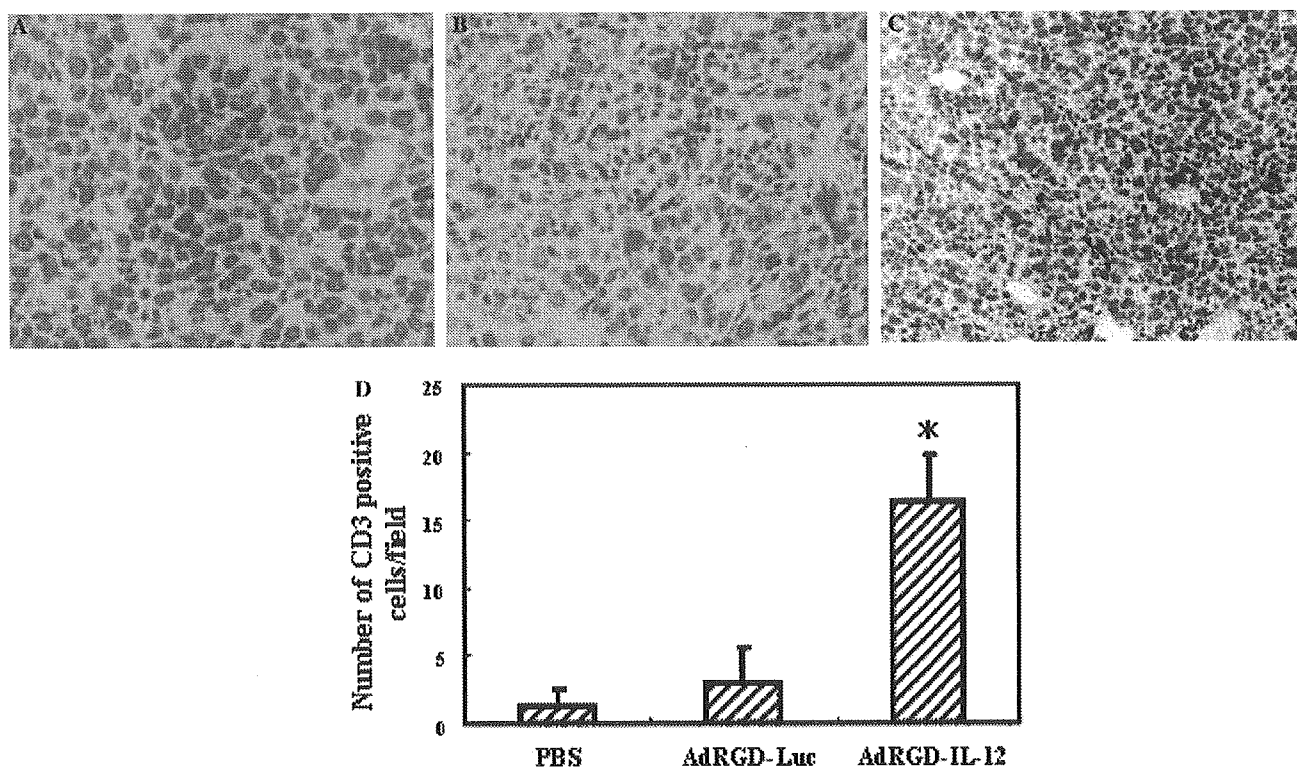 A
B
C
D
Number of CD3 positive
cells/field
25
20
15
10
5
0
*
PBS
AdRGD-Luc
AdRGD-IL-12